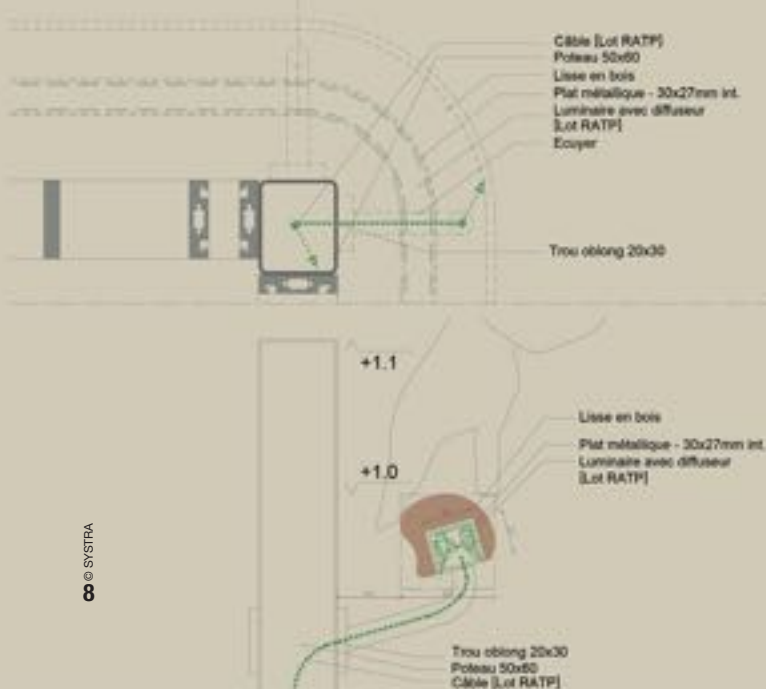 Câble [Lot RATP]
Poteau 50x60
Lisse en bois
Plat métallique - 30x27mm int.
Luminaire avec diffuseur
[Lot RATP]
Ecuyer
Trou oblong 20x30
+1.1
+1.0
Lisse en bois
Plat métallique - 30x27mm int.
Luminaire avec diffuseur
[Lot RATP]
Trou oblong 20x30
Poteau 50x60
Câble [Lot RATP]
8 © SYSTRA